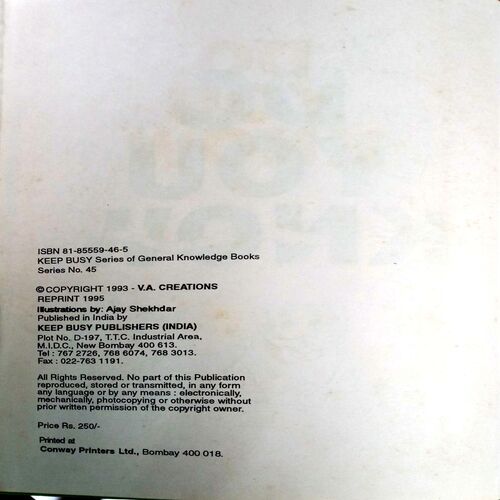 ISBN 81-85559-46-5
KEEP BUSY Series of General Knowledge Books
Series No. 45
© COPYRIGHT 1993 - V.A. CREATIONS
REPRINT 1995
Illustrations by: Ajay Shekhdar
Published in India by
KEEP BUSY PUBLISHERS (INDIA)
Plot No. D-197, T.T.C. Industrial Area,
M.I.D.C., New Bombay 400 613.
Tel : 767 2726, 768 6074, 768 3013.
Fax : 022-763 1191.
All Rights Reserved. No part of this Publication
reproduced, stored or transmitted, in any form
any language or by any means : electronically,
mechanically, photocopying or otherwise without
prior written permission of the copyright owner.
Price Rs. 250/-
Printed at
Conway Printers Ltd., Bombay 400 018.